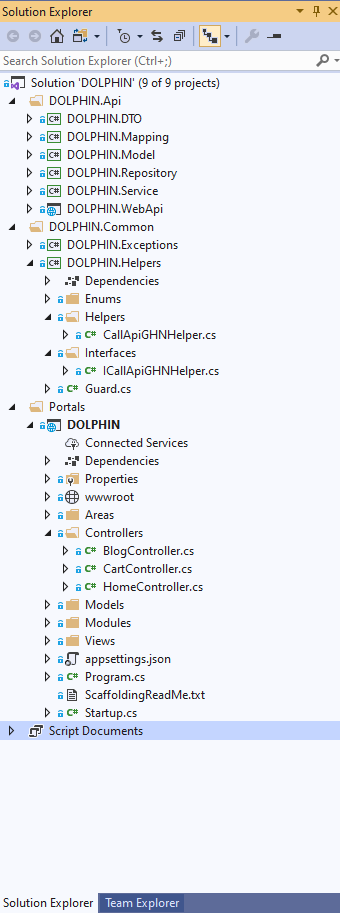 Solution Explorer
Search Solution Explorer (Ctrl+;)
Solution 'DOLPHIN' (9 of 9 projects)
DOLPHIN.Api
C# DOLPHIN.DTO
C# DOLPHIN.Mapping
C# DOLPHIN.Model
C# DOLPHIN.Repository
C# DOLPHIN.Service
DOLPHIN.WebApi
DOLPHIN.Common
C# DOLPHIN.Exceptions
C# DOLPHIN.Helpers
Dependencies
Enums
Helpers
C# CallApiGHNHelper.cs
Interfaces
C# ICallApiGHNHelper.cs
C# Guard.cs
Portals
DOLPHIN
Connected Services
Dependencies
Properties
wwwroot
Areas
Controllers
C# BlogController.cs
C# CartController.cs
C# HomeController.cs
Models
Modules
Views
appsettings.json
C# Program.cs
ScaffoldingReadMe.txt
C# Startup.cs
Script Documents
Solution Explorer Team Explorer